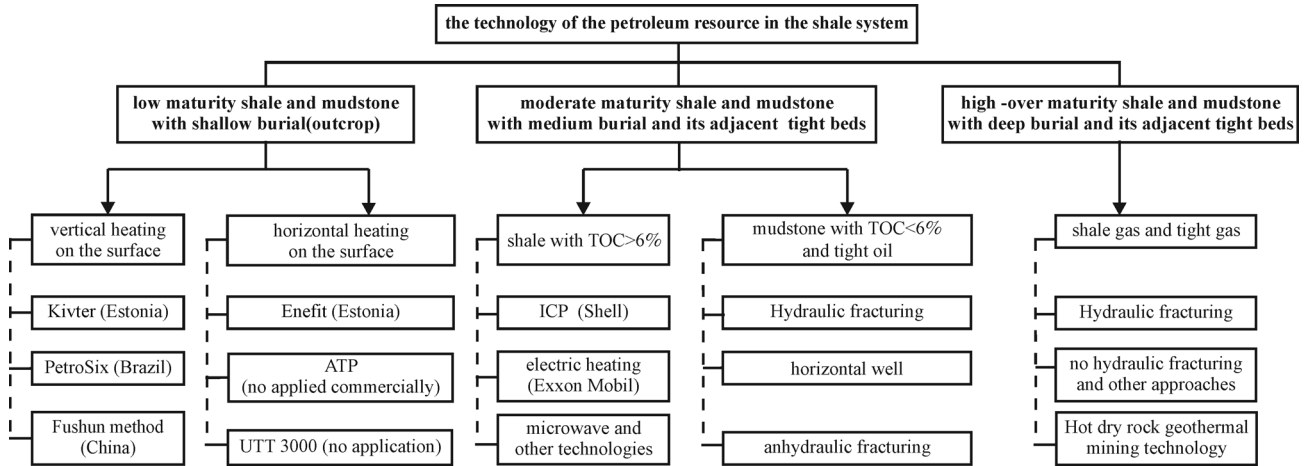 the technology of the petroleum resource in the shale system
low maturity shale and mudstone
with shallow burial(outcrop)
moderate maturity shale and mudstone
with medium burial and its adjacent tight beds
high -over maturity shale and mudstone
with deep burial and its adjacent tight beds
vertical heating
on the surface
horizontal heating
on the surface
shale with TOC>6%
mudstone with TOC<6%
and tight oil
shale gas and tight gas
Kivter (Estonia)
Enefit (Estonia)
ICP (Shell)
Hydraulic fracturing
Hydraulic fracturing
PetroSix (Brazil)
ATP
(no applied commercially)
electric heating
(Exxon Mobil)
horizontal well
no hydraulic fracturing
and other approaches
Fushun method
(China)
UTT 3000 (no application)
microwave and
other technologies
anhydraulic fracturing
Hot dry rock geothermal
mining technology